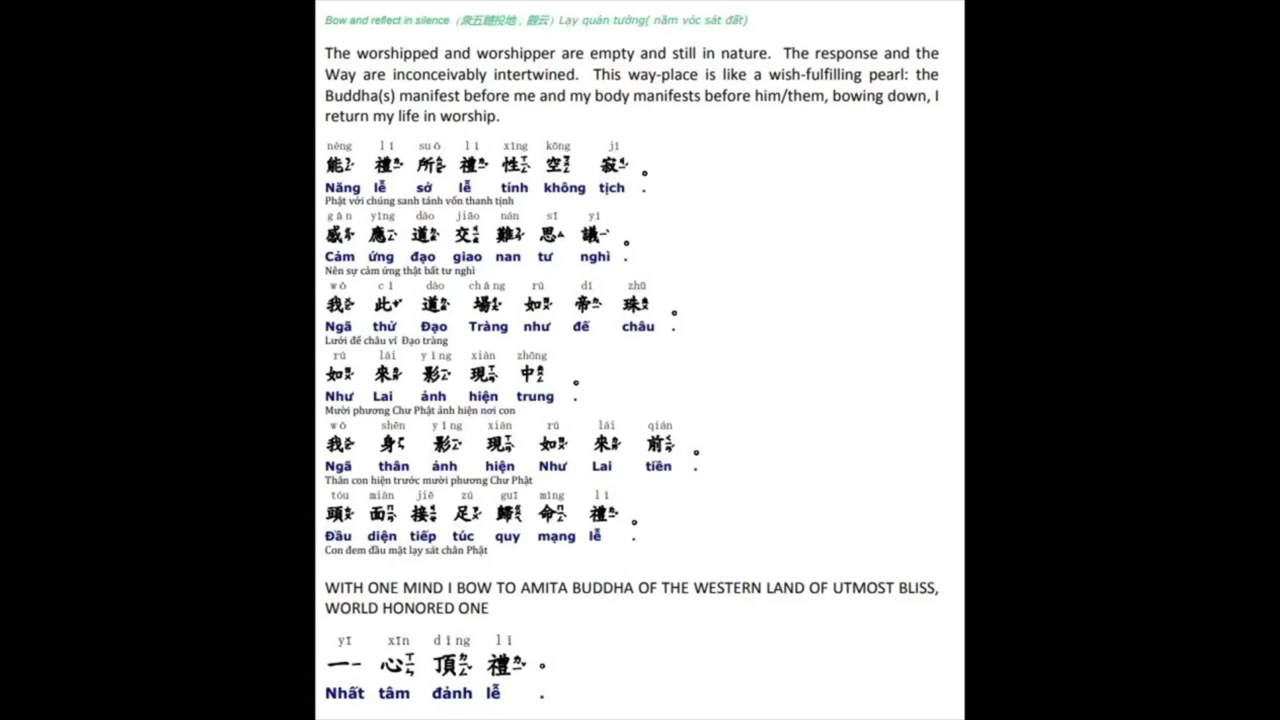 Bow and reflect in silence (衆五體投地，觀云) Lạy quán tưởng( năm vóc sát đất)
The worshipped and worshipper are empty and still in nature. The response and the
Way are inconceivably intertwined. This way-place is like a wish-fulfilling pearl: the
Buddha(s) manifest before me and my body manifests before him/them, bowing down, I
return my life in worship.
néng lǐ suǒ lǐ xìng kōng jí
能 禮 所 禮 性 空 寂 。
Năng lễ sở lễ tính không tịch .
Phật với chúng sanh tánh vốn thanh tịnh
gǎn yìng dào jiāo nán sī yì
感 應 道 交 難 思 議 。
Cảm ứng đạo giao nan tư nghì .
Nên sự cảm ứng thật bất tư nghì
wǒ cǐ dào chǎng rú dì zhū
我 此 道 場 如 帝 珠 。
Ngã thử Đạo Tràng như đế châu .
Lưới đế châu ví Đạo tràng
rú lái yǐng xiàn zhōng
如 來 影 現 中 。
Như Lai ảnh hiện trung .
Mười phương Chư Phật ảnh hiện nơi con
wǒ shēn yǐng xiàn rú lái qián
我 身 影 現 如 來 前 。
Ngã thân ảnh hiện Như Lai tiền .
Thân con hiện trước mười phương Chư Phật
tóu miàn jiē zú guī mìng lǐ
頭 面 接 足 歸 命 禮 。
Đầu diện tiếp túc quy mạng lễ .
Con đem đầu mặt lạy sát chân Phật
WITH ONE MIND I BOW TO AMITA BUDDHA OF THE WESTERN LAND OF UTMOST BLISS,
WORLD HONORED ONE
yī xīn dǐng lǐ
一 心 頂 禮 。
Nhất tâm đảnh lễ .